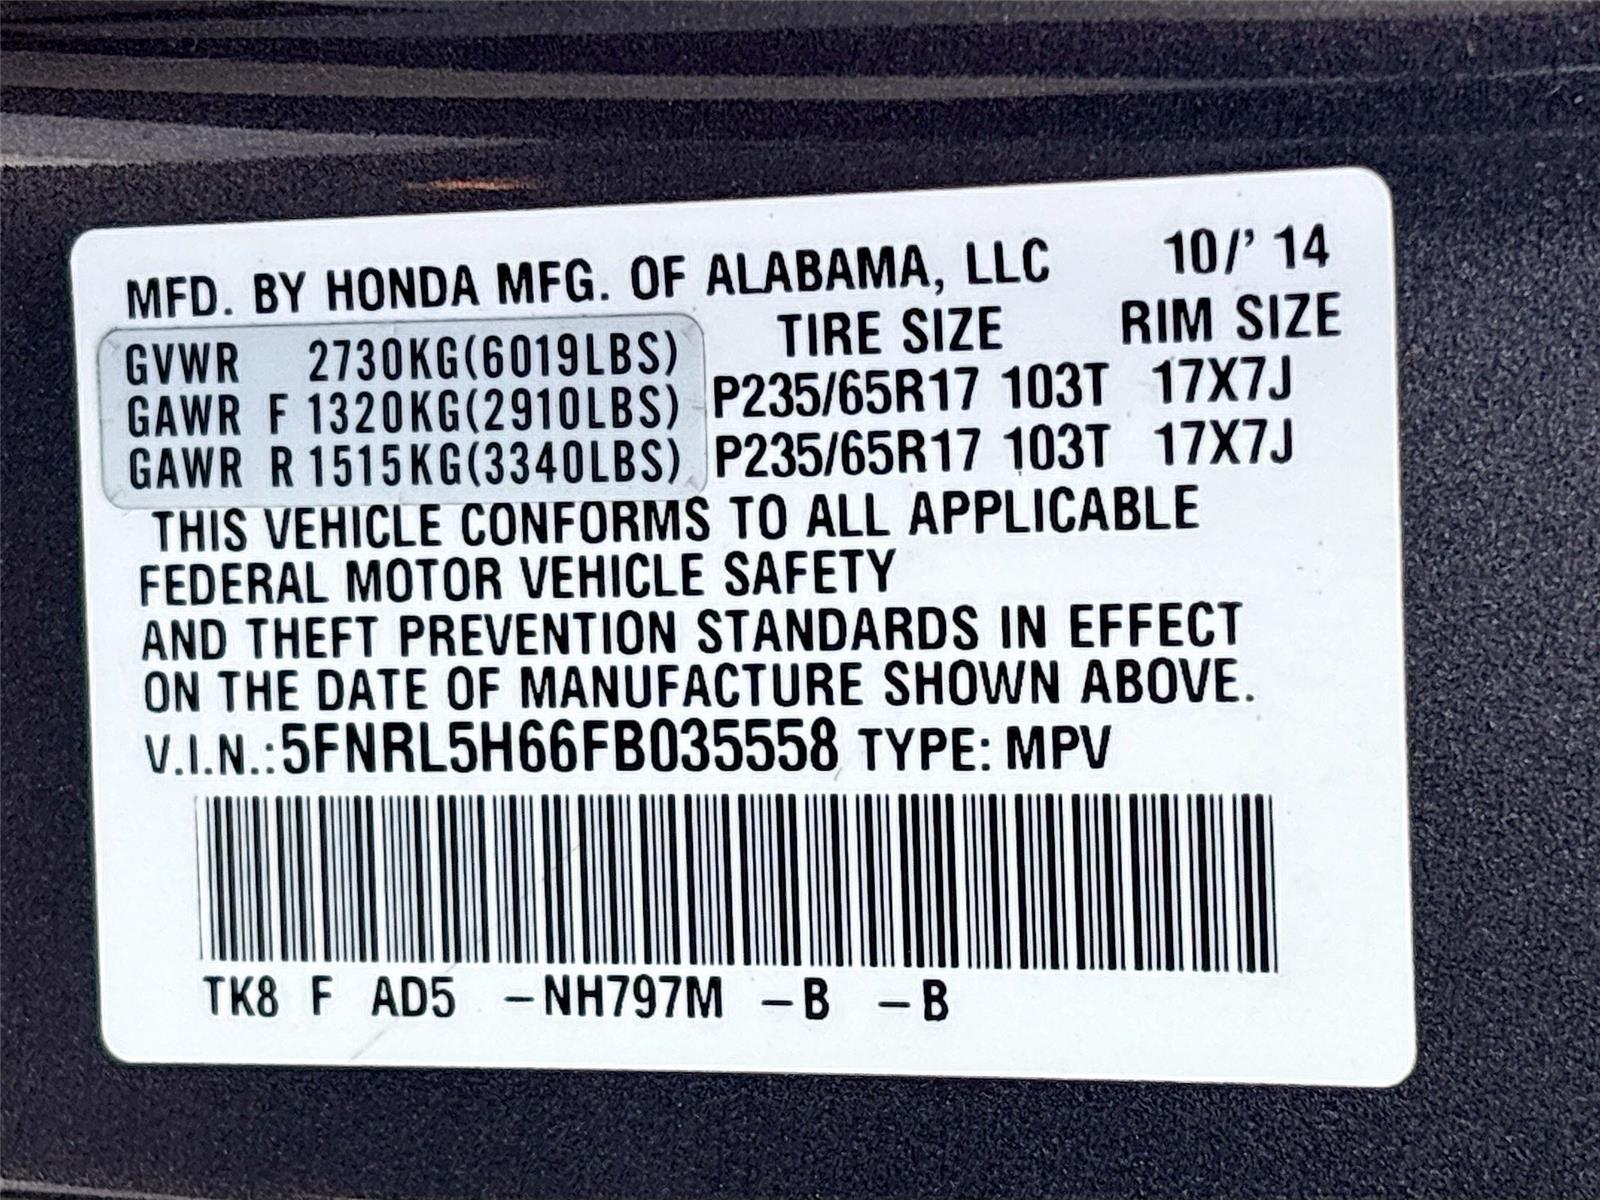 MFD. BY HONDA MFG. OF ALABAMA, LLC 10/' 14
TIRE SIZE RIM SIZE
GVWR 2730KG(6019LBS)
GAWR F 1320KG(2910LBS) P235/65R17 103T 17X7J
GAWR R 1515KG(3340LBS) P235/65R17 103T 17X7J
THIS VEHICLE CONFORMS TO ALL APPLICABLE
FEDERAL MOTOR VEHICLE SAFETY
AND THEFT PREVENTION STANDARDS IN EFFECT
ON THE DATE OF MANUFACTURE SHOWN ABOVE.
V.I.N.:5FNRL5H66FB035558 TYPE: MPV
TK8 F AD5 -NH797M -B -B